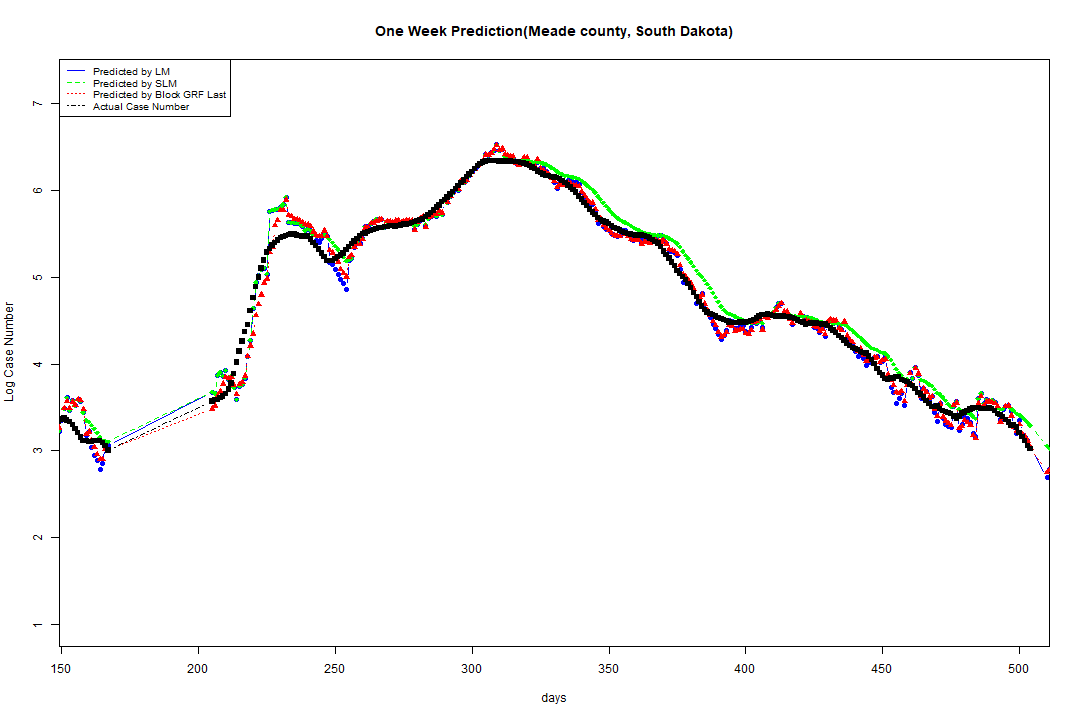 One Week Prediction(Meade county, South Dakota)
Predicted by LM
Predicted by SLM
Predicted by Block GRF Last
Actual Case Number
7
6
5
4
3
2
1
Log Case Number
150 200 250 300 350 400 450 500
days